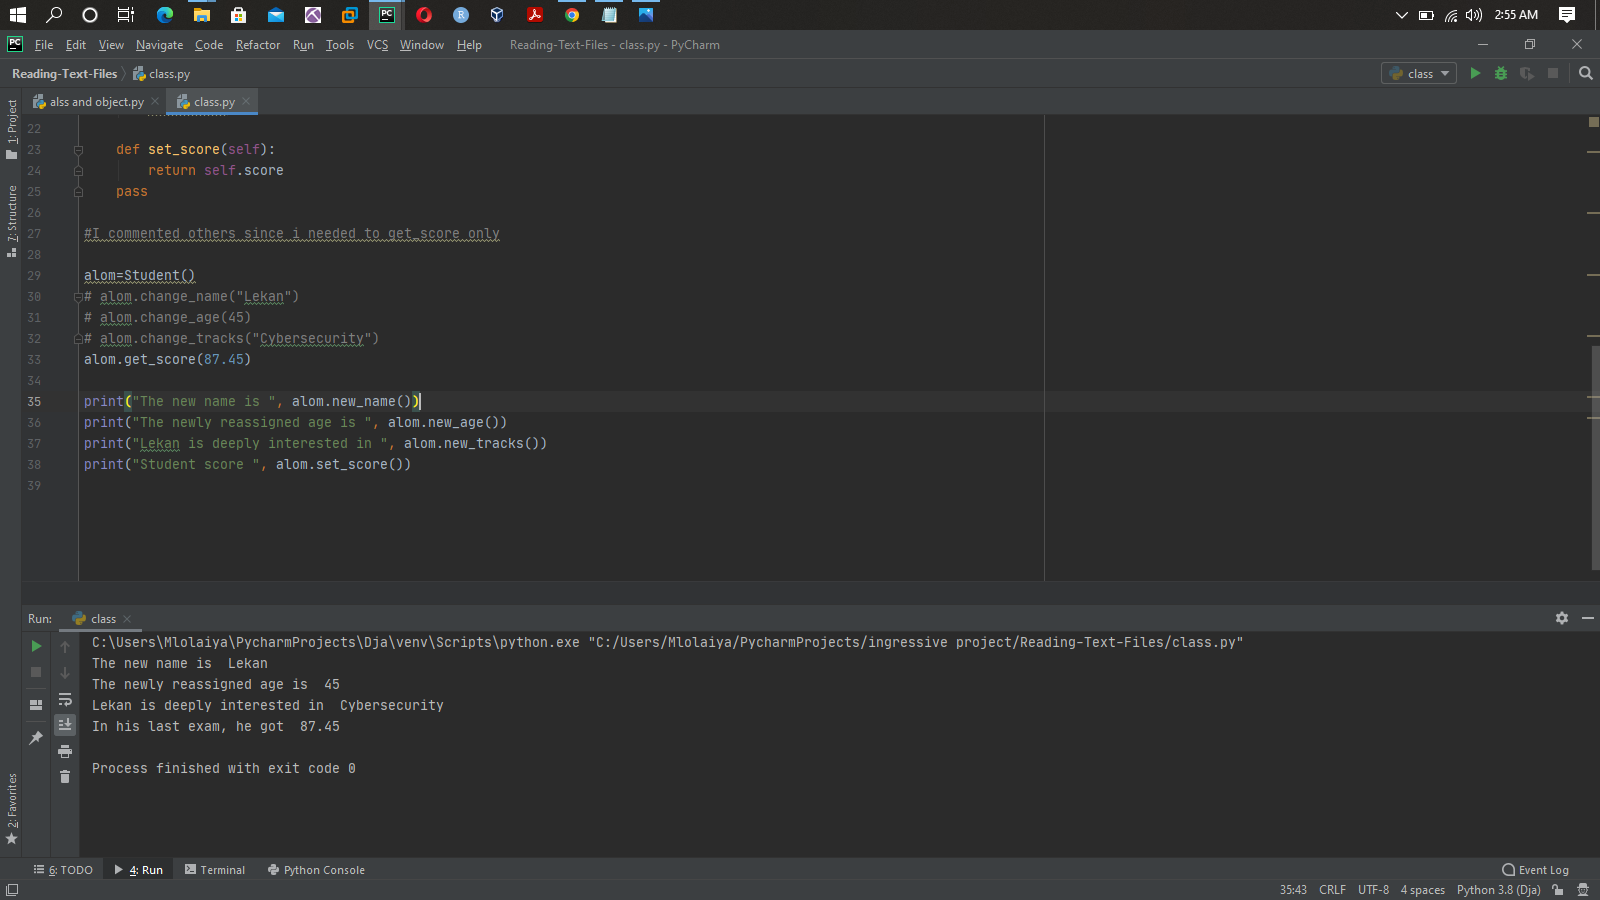 2:55 AM
File Edit View Navigate Code Refactor Run Tools VCS Window Help Reading-Text-Files - class.py - PyCharm
Reading-Text-Files class.py class
alss and object.py class.py
1: Project
7: Structure
22
23 def set_score(self):
24 return self.score
25 pass
26
27 #I commented others since i needed to get_score only
28
29 alom=Student()
30 # alom.change_name("Lekan")
31 # alom.change_age(45)
32 # alom.change_tracks("Cybersecurity")
33 alom.get_score(87.45)
34
35 print("The new name is ", alom.new_name())
36 print("The newly reassigned age is ", alom.new_age())
37 print("Lekan is deeply interested in ", alom.new_tracks())
38 print("Student score ", alom.set_score())
39
Run: class
C:\Users\Mlolaiya\PycharmProjects\Dja\venv\Scripts\python.exe "C:/Users/Mlolaiya/PycharmProjects/ingressive project/Reading-Text-Files/class.py"
The new name is  Lekan
The newly reassigned age is  45
Lekan is deeply interested in  Cybersecurity
In his last exam, he got  87.45
Process finished with exit code 0
2: Favorites
6: TODO 4: Run Terminal Python Console Event Log
35:43 CRLF UTF-8 4 spaces Python 3.8 (Dja)